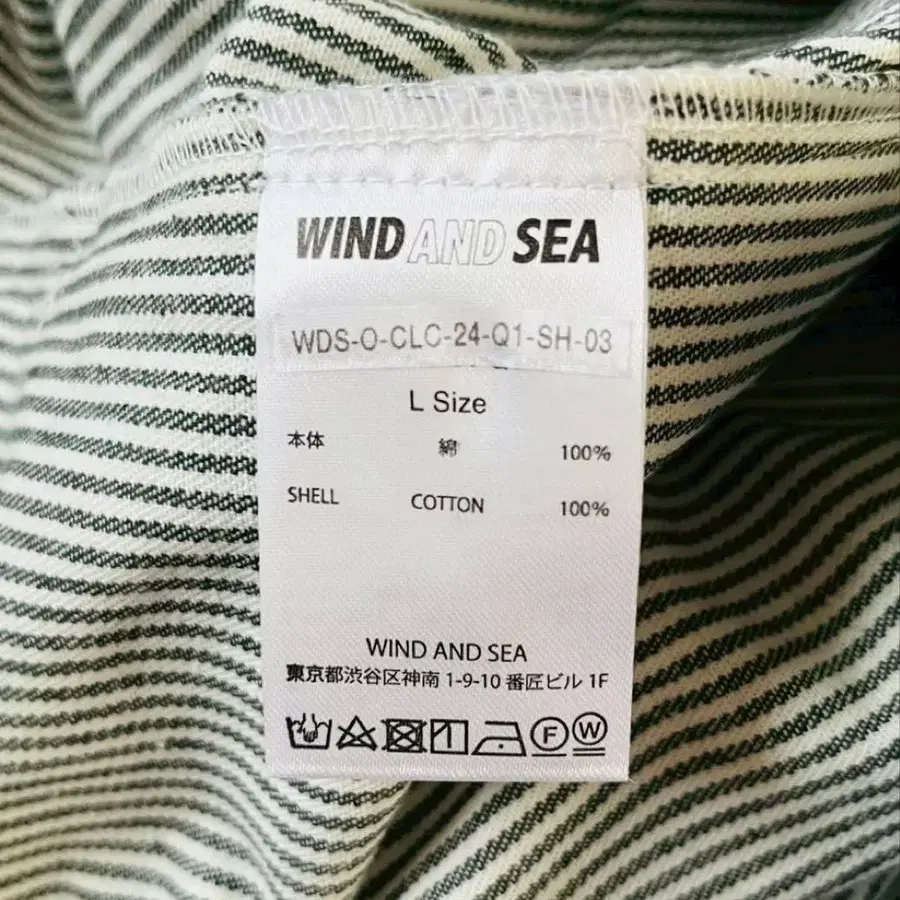 WIND AND SEA
WDS-O-CLC-24-Q1-SH-03
L Size
本体 綿 100%
SHELL COTTON 100%
WIND AND SEA
東京都渋谷区神南 1-9-10 番匠ビル 1F
F W